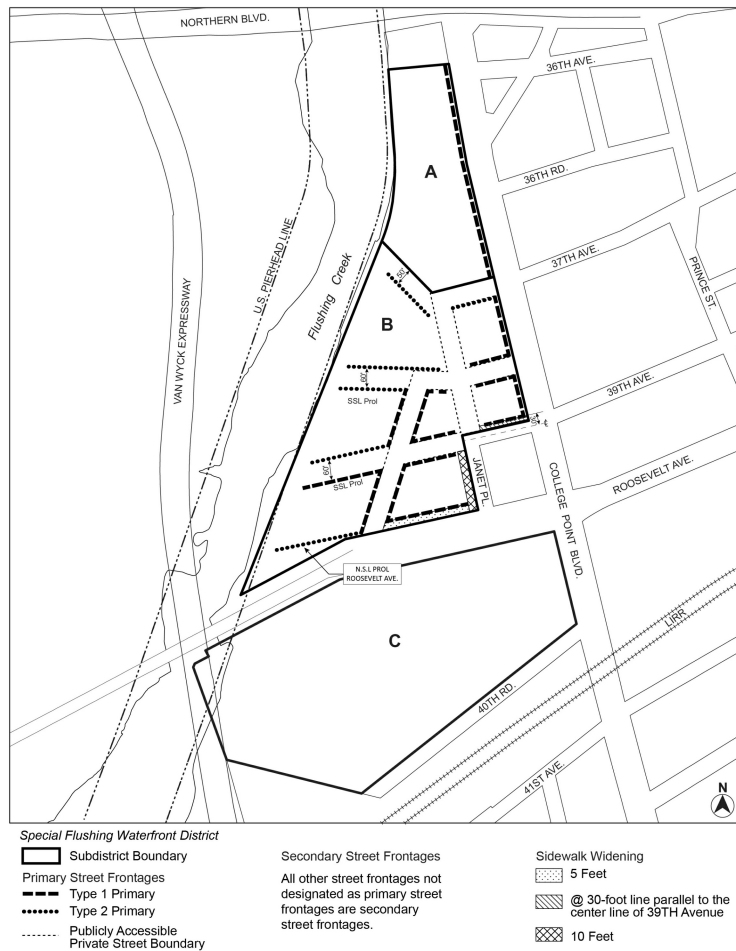 NORTHERN BLVD.
36TH AVE.
A
36TH RD.
37TH AVE.
PRINCE ST.
U.S. PIERHEAD LINE
Flushing Creek
VAN WYCK EXPRESSWAY
50'
B
60'
SSL Prol
39TH AVE.
60'
SSL Prol
JANET PL.
COLLEGE POINT BLVD.
ROOSEVELT AVE.
N.S.L PROL
ROOSEVELT AVE.
C
LIRR
40TH RD.
41ST AVE.
N
Special Flushing Waterfront District
Subdistrict Boundary
Primary Street Frontages
Type 1 Primary
Type 2 Primary
Publicly Accessible
Private Street Boundary
Secondary Street Frontages
All other street frontages not
designated as primary street
frontages are secondary
street frontages.
Sidewalk Widening
5 Feet
@ 30-foot line parallel to the
center line of 39TH Avenue
10 Feet